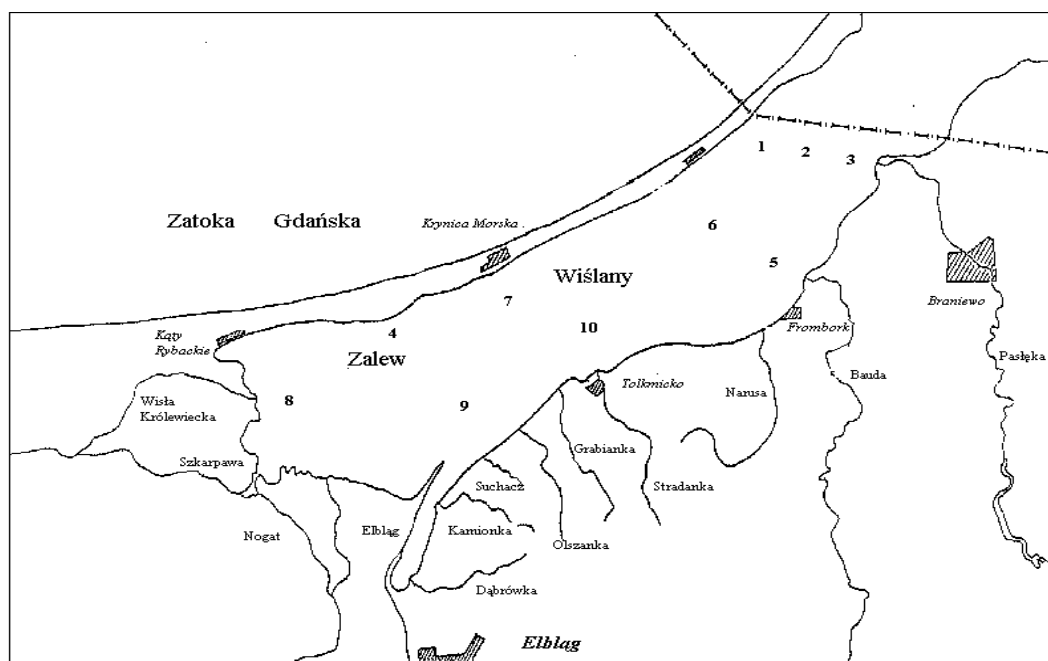 1
2
3
Zatoka Gdańska
Krynica Morska
6
5
Wiślany
7
Braniewo
10
Frombork
4
Kąty
Rybackie
Zalew
Pasłęka
Bauda
Narusa
Tolkmicko
8
9
Wisła
Królewiecka
Grabianka
Szkarpawa
Suchacz
Stradanka
Nogat
Elbląg
Kamionka
Olszanka
Dąbrówka
Elbląg